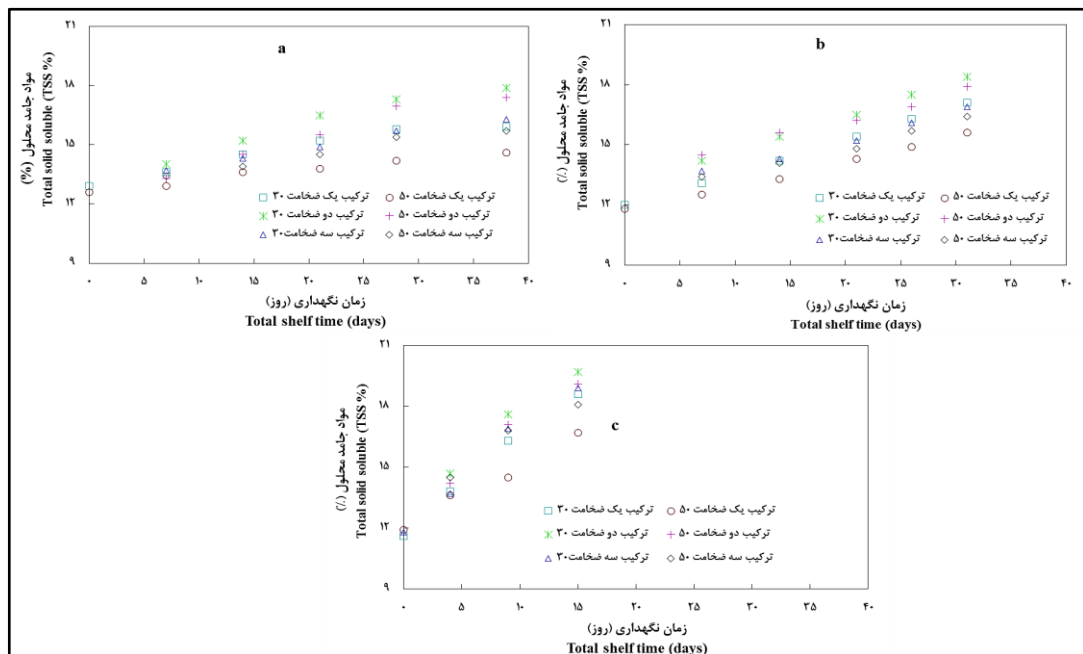 a
۲۱
۱۸
۱۵
۱۲
۹
مواد جامد محلول (%)
Total solid soluble (TSS %)
ترکیب یک ضخامت ۳۰
ترکیب یک ضخامت ۵۰
ترکیب دو ضخامت ۳۰
ترکیب دو ضخامت ۵۰
ترکیب سه ضخامت۳۰
ترکیب سه ضخامت ۵۰
۰ ۵ ۱۰ ۱۵ ۲۰ ۲۵ ۳۰ ۳۵ ۴۰
زمان نگهداری (روز)
Total shelf time (days)
b
۲۱
۱۸
۱۵
۱۲
۹
مواد جامد محلول (٪)
Total solid soluble (TSS %)
ترکیب یک ضخامت ۳۰
ترکیب یک ضخامت ۵۰
ترکیب دو ضخامت ۳۰
ترکیب دو ضخامت ۵۰
ترکیب سه ضخامت ۳۰
ترکیب سه ضخامت ۵۰
۰ ۵ ۱۰ ۱۵ ۲۰ ۲۵ ۳۰ ۳۵ ۴۰
زمان نگهداری (روز)
Total shelf time (days)
c
۲۱
۱۸
۱۵
۱۲
۹
مواد جامد محلول (٪)
Total solid soluble (TSS %)
ترکیب یک ضخامت ۳۰
ترکیب یک ضخامت ۵۰
ترکیب دو ضخامت ۳۰
ترکیب دو ضخامت ۵۰
ترکیب سه ضخامت۳۰
ترکیب سه ضخامت ۵۰
۰ ۵ ۱۰ ۱۵ ۲۰ ۲۵ ۳۰ ۳۵ ۴۰
زمان نگهداری (روز)
Total shelf time (days)